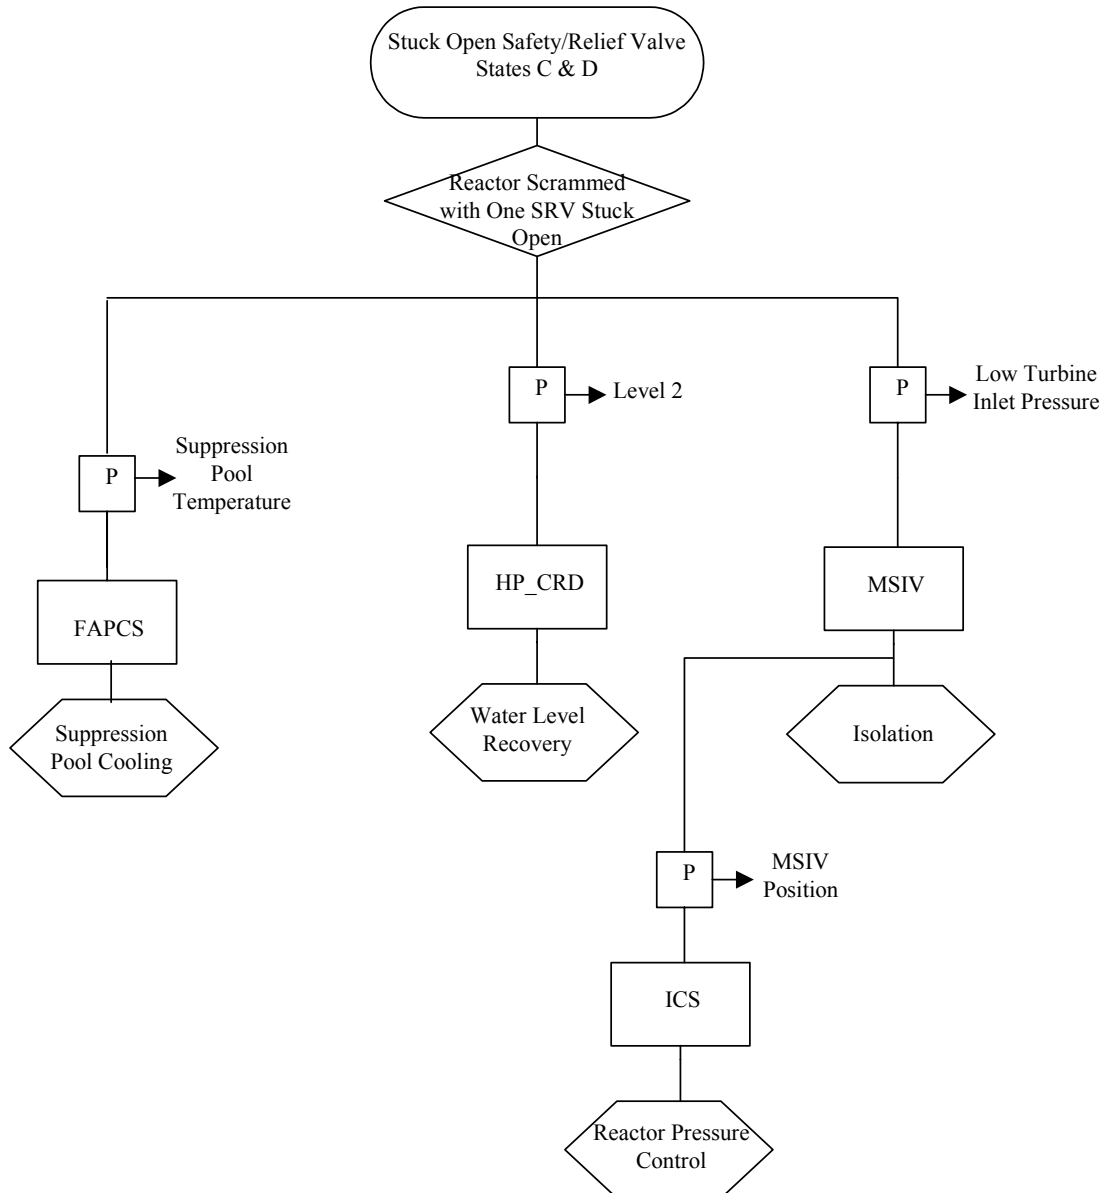 Stuck Open Safety/Relief Valve
States C & D
Reactor Scrammed
with One SRV Stuck
Open
P
Level 2
P
Low Turbine
Inlet Pressure
P
Suppression
Pool
Temperature
HP_CRD
MSIV
FAPCS
Water Level
Recovery
Isolation
Suppression
Pool Cooling
P
MSIV
Position
ICS
Reactor Pressure
Control